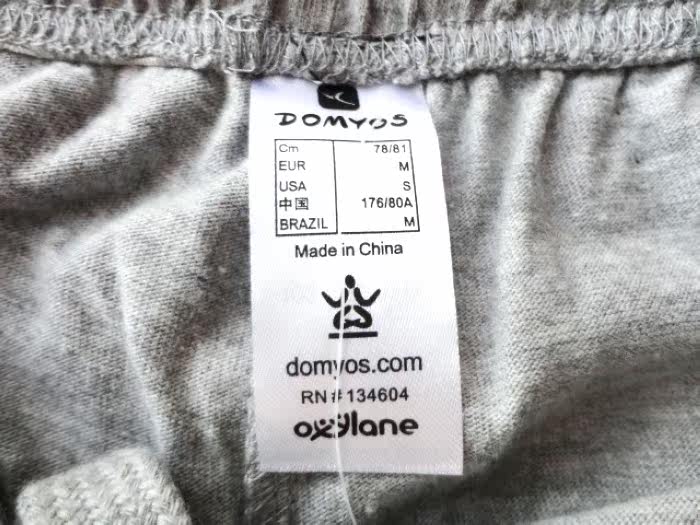 DOMYOS
Cm 78/81
EUR M
USA S
中国 176/80A
BRAZIL M
Made in China
domyos.com
RN#134604
oxylane